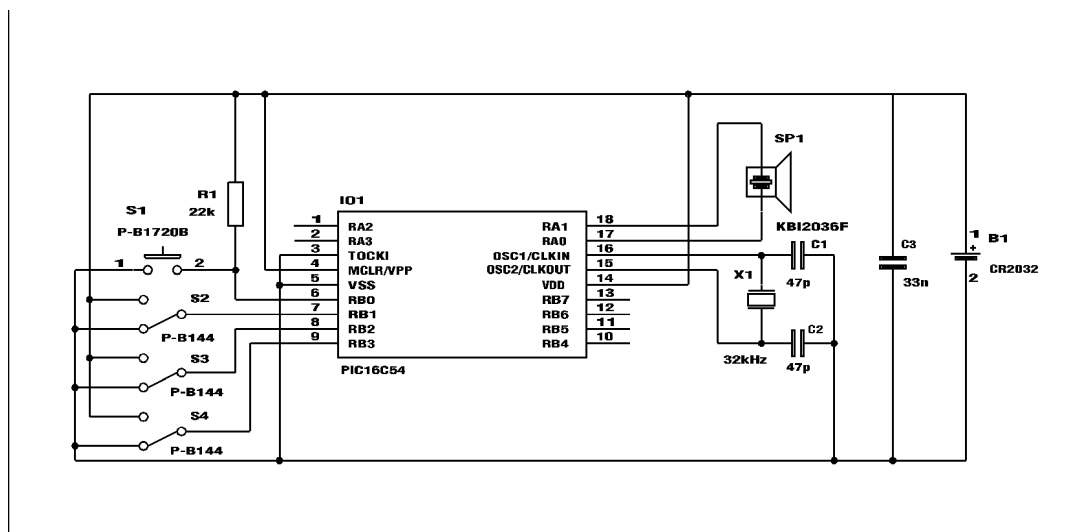 SP1
R1
22k
IO1
S1
P-B1720B
1 2
1 RA2 RA1 18
2 RA3 RA0 17
3 TOCKI OSC1/CLKIN 16
4 MCLR/VPP OSC2/CLKOUT 15
5 VSS VDD 14
6 RB0 RB7 13
7 RB1 RB6 12
8 RB2 RB5 11
9 RB3 RB4 10
PIC16C54
KBI2036F
C1
47p
X1
32kHz
C2
47p
C3
33n
1 B1
+
CR2032
2
S2
P-B144
S3
P-B144
S4
P-B144